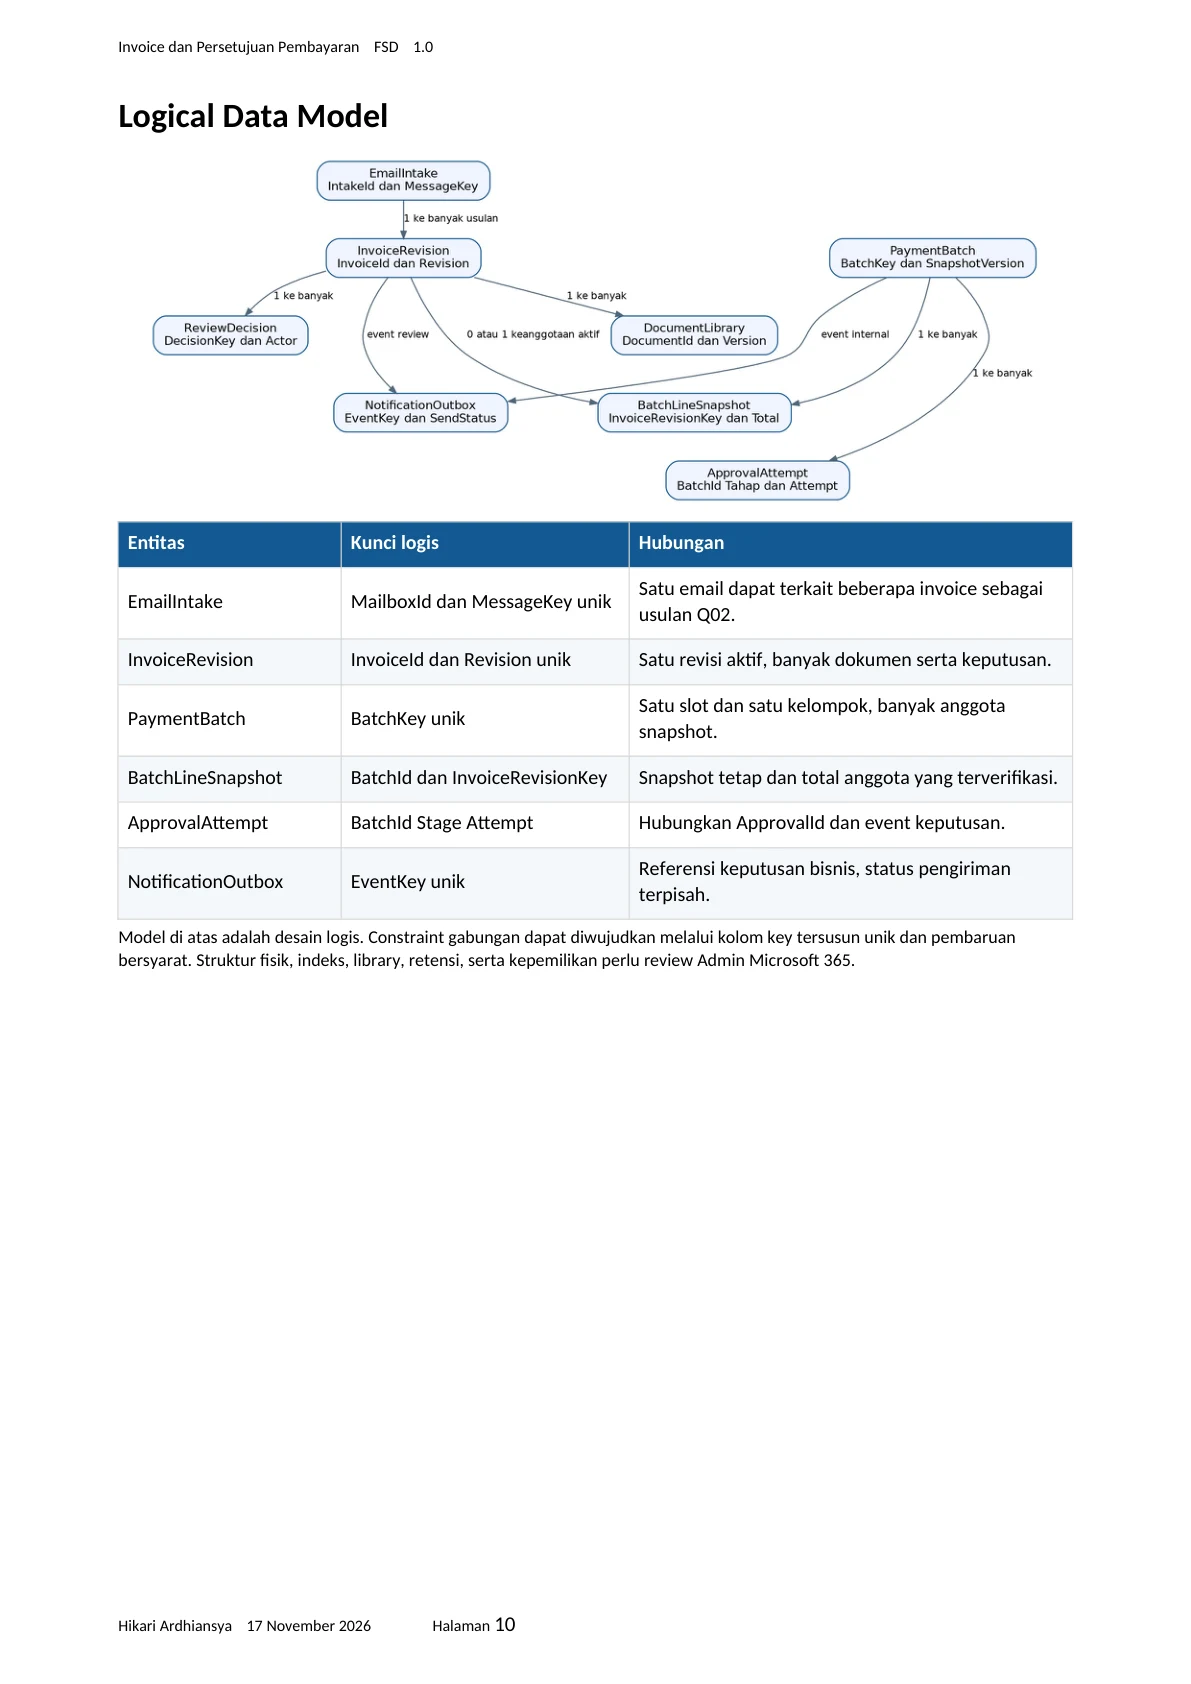 Invoice dan Persetujuan Pembayaran FSD 1.0
Logical Data Model
EmailIntake
IntakeId dan MessageKey
1 ke banyak usulan
InvoiceRevision
InvoiceId dan Revision
PaymentBatch
BatchKey dan SnapshotVersion
1 ke banyak
1 ke banyak
ReviewDecision
DecisionKey dan Actor
event review
0 atau 1 keanggotaan aktif
DocumentLibrary
DocumentId dan Version
event internal
1 ke banyak
1 ke banyak
NotificationOutbox
EventKey dan SendStatus
BatchLineSnapshot
InvoiceRevisionKey dan Total
ApprovalAttempt
BatchId Tahap dan Attempt
Entitas Kunci logis Hubungan
EmailIntake MailboxId dan MessageKey unik Satu email dapat terkait beberapa invoice sebagai
usulan Q02.
InvoiceRevision InvoiceId dan Revision unik Satu revisi aktif, banyak dokumen serta keputusan.
PaymentBatch BatchKey unik Satu slot dan satu kelompok, banyak anggota
snapshot.
BatchLineSnapshot BatchId dan InvoiceRevisionKey Snapshot tetap dan total anggota yang terverifikasi.
ApprovalAttempt BatchId Stage Attempt Hubungkan ApprovalId dan event keputusan.
NotificationOutbox EventKey unik Referensi keputusan bisnis, status pengiriman
terpisah.
Model di atas adalah desain logis. Constraint gabungan dapat diwujudkan melalui kolom key tersusun unik dan pembaruan
bersyarat. Struktur fisik, indeks, library, retensi, serta kepemilikan perlu review Admin Microsoft 365.
Hikari Ardhiansya 17 November 2026 Halaman 10